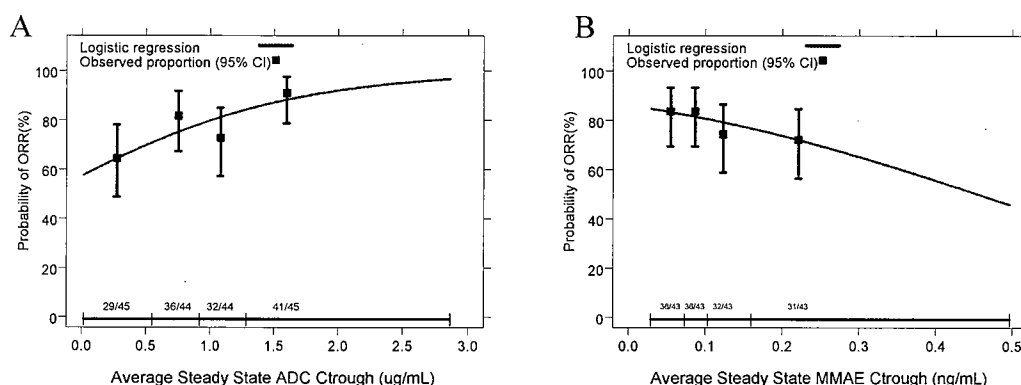 A
Logistic regression
Observed proportion (95% CI)
100
80
60
40
20
0
Probability of ORR(%)
29/45 36/44 32/44 41/45
0.0 0.5 1.0 1.5 2.0 2.5 3.0
Average Steady State ADC Ctrough (ug/mL)
B
Logistic regression
Observed proportion (95% CI)
100
80
60
40
20
0
Probability of ORR(%)
36/43 36/43 32/43 31/43
0.0 0.1 0.2 0.3 0.4 0.5
Average Steady State MMAE Ctrough (ng/mL)